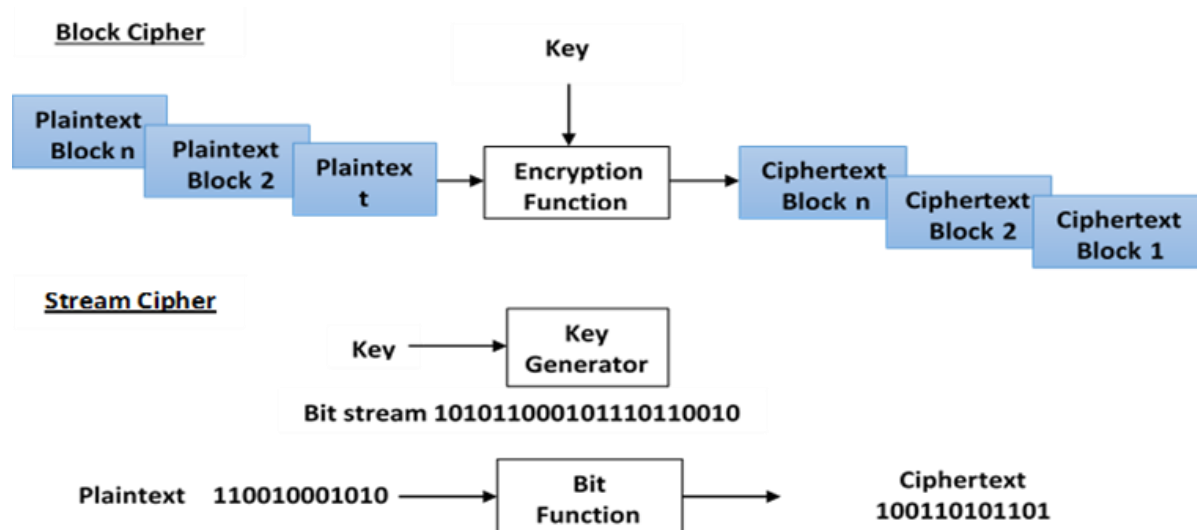 Block Cipher
Key
Plaintext
Block n
Plaintext
Block 2
Plaintex
t
Encryption
Function
Ciphertext
Block n
Ciphertext
Block 2
Ciphertext
Block 1
Stream Cipher
Key
Key
Generator
Bit stream 101011000101110110010
Plaintext 110010001010
Bit
Function
Ciphertext
100110101101